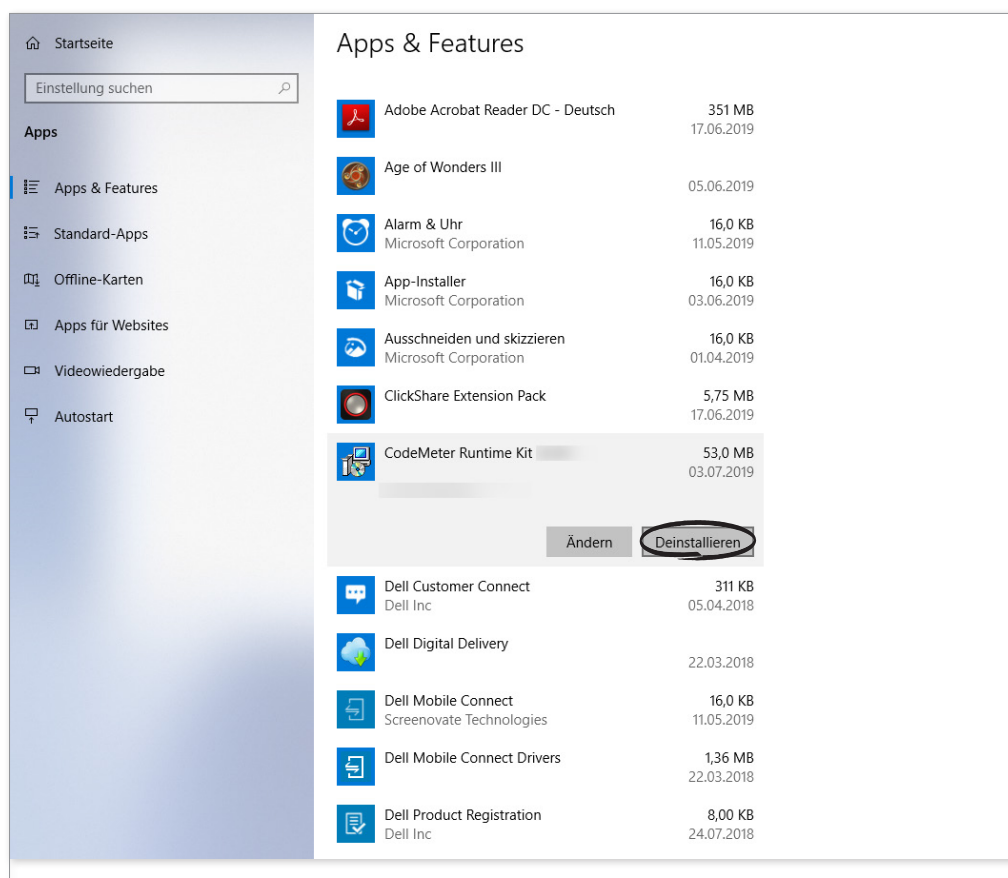 Startseite
Einstellung suchen
Apps
Apps & Features
Standard-Apps
Offline-Karten
Apps für Websites
Videowiedergabe
Autostart
Apps & Features
Adobe Acrobat Reader DC - Deutsch 351 MB
17.06.2019
Age of Wonders III
05.06.2019
Alarm & Uhr 16,0 KB
Microsoft Corporation 11.05.2019
App-Installer 16,0 KB
Microsoft Corporation 03.06.2019
Ausschneiden und skizzieren 16,0 KB
Microsoft Corporation 01.04.2019
ClickShare Extension Pack 5,75 MB
17.06.2019
CodeMeter Runtime Kit 53,0 MB
03.07.2019
Ändern Deinstallieren
Dell Customer Connect 311 KB
Dell Inc 05.04.2018
Dell Digital Delivery
22.03.2018
Dell Mobile Connect 16,0 KB
Screenovate Technologies 11.05.2019
Dell Mobile Connect Drivers 1,36 MB
22.03.2018
Dell Product Registration 8,00 KB
Dell Inc 24.07.2018